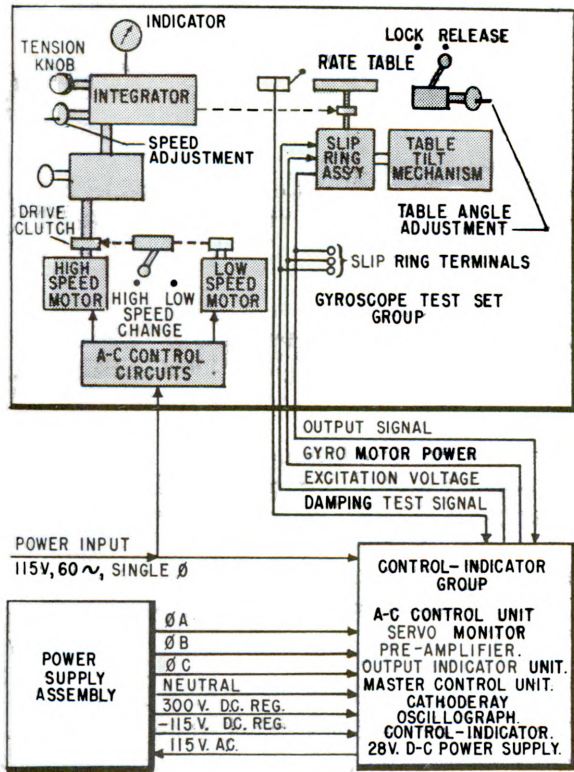 INDICATOR
TENSION
KNOB
INTEGRATOR
SPEED
ADJUSTMENT
DRIVE
CLUTCH
HIGH
SPEED
MOTOR
HIGH LOW
SPEED
CHANGE
LOW
SPEED
MOTOR
A-C CONTROL
CIRCUITS
RATE TABLE
LOCK RELEASE
SLIP
RING
ASS'Y
TABLE
TILT
MECHANISM
TABLE ANGLE
ADJUSTMENT
SLIP RING TERMINALS
GYROSCOPE TEST SET
GROUP
OUTPUT SIGNAL
GYRO MOTOR POWER
EXCITATION VOLTAGE
DAMPING TEST SIGNAL
POWER INPUT
115V, 60 ~, SINGLE Ø
POWER
SUPPLY
ASSEMBLY
ØA
ØB
ØC
NEUTRAL
300 V. D.C. REG.
-115V. D.C. REG.
115V. A.C.
CONTROL-INDICATOR
GROUP
A-C CONTROL UNIT
SERVO MONITOR
PRE-AMPLIFIER.
OUTPUT INDICATOR UNIT.
MASTER CONTROL UNIT.
CATHODERAY
OSCILLOGRAPH.
CONTROL-INDICATOR.
28V. D-C POWER SUPPLY.